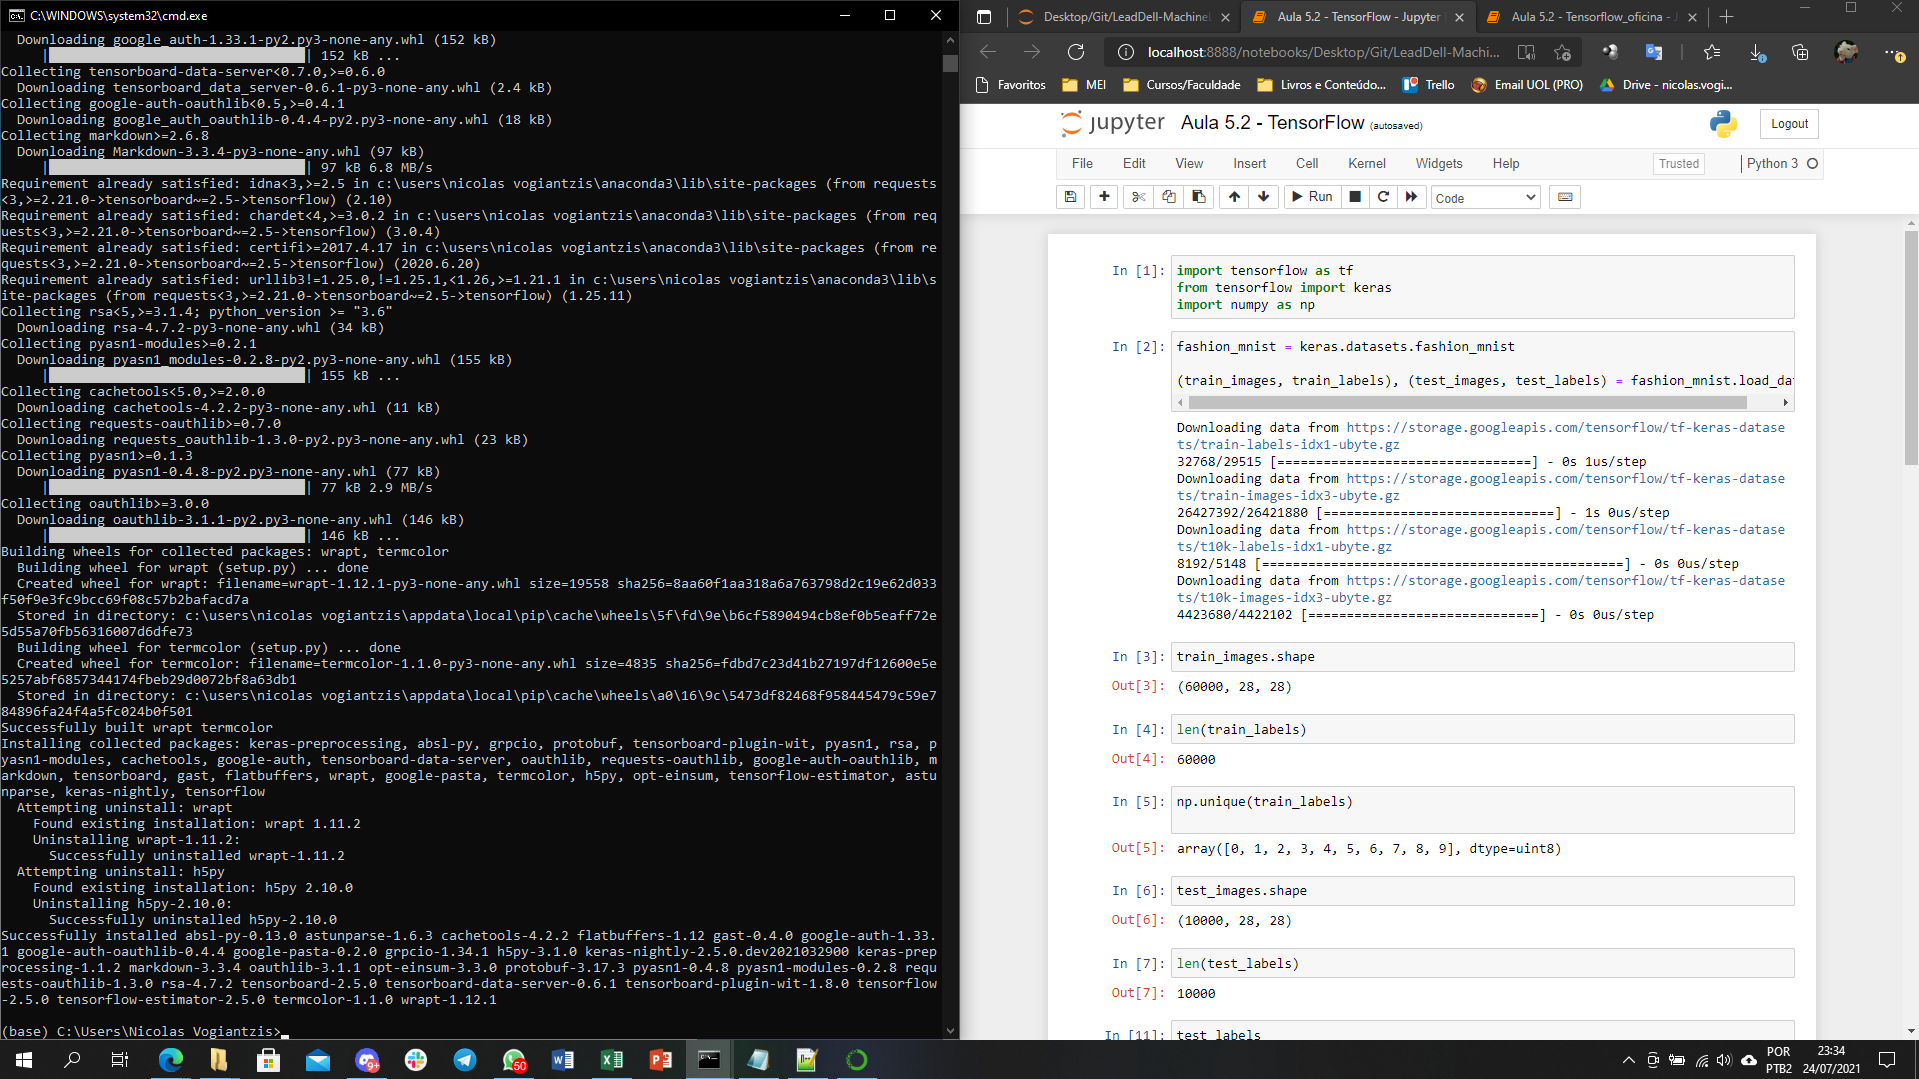 C:\WINDOWS\system32\cmd.exe
Downloading google_auth-1.33.1-py2.py3-none-any.whl (152 kB)
|████████████████████████████████| 152 kB ...
Collecting tensorboard-data-server<0.7.0,>=0.6.0
Downloading tensorboard_data_server-0.6.1-py3-none-any.whl (2.4 kB)
Collecting google-auth-oauthlib<0.5,>=0.4.1
Downloading google_auth_oauthlib-0.4.4-py2.py3-none-any.whl (18 kB)
Collecting markdown>=2.6.8
Downloading Markdown-3.3.4-py3-none-any.whl (97 kB)
|████████████████████████████████| 97 kB 6.8 MB/s
Requirement already satisfied: idna<3,>=2.5 in c:\users\nicolas vogiantzis\anaconda3\lib\site-packages (from requests
<3,>=2.21.0->tensorboard~=2.5->tensorflow) (2.10)
Requirement already satisfied: chardet<4,>=3.0.2 in c:\users\nicolas vogiantzis\anaconda3\lib\site-packages (from req
uests<3,>=2.21.0->tensorboard~=2.5->tensorflow) (3.0.4)
Requirement already satisfied: certifi>=2017.4.17 in c:\users\nicolas vogiantzis\anaconda3\lib\site-packages (from re
quests<3,>=2.21.0->tensorboard~=2.5->tensorflow) (2020.6.20)
Requirement already satisfied: urllib3!=1.25.0,!=1.25.1,<1.26,>=1.21.1 in c:\users\nicolas vogiantzis\anaconda3\lib\s
ite-packages (from requests<3,>=2.21.0->tensorboard~=2.5->tensorflow) (1.25.11)
Collecting rsa<5,>=3.1.4; python_version >= "3.6"
Downloading rsa-4.7.2-py3-none-any.whl (34 kB)
Collecting pyasn1-modules>=0.2.1
Downloading pyasn1_modules-0.2.8-py2.py3-none-any.whl (155 kB)
|████████████████████████████████| 155 kB ...
Collecting cachetools<5.0,>=2.0.0
Downloading cachetools-4.2.2-py3-none-any.whl (11 kB)
Collecting requests-oauthlib>=0.7.0
Downloading requests_oauthlib-1.3.0-py2.py3-none-any.whl (23 kB)
Collecting pyasn1>=0.1.3
Downloading pyasn1-0.4.8-py2.py3-none-any.whl (77 kB)
|████████████████████████████████| 77 kB 2.9 MB/s
Collecting oauthlib>=3.0.0
Downloading oauthlib-3.1.1-py2.py3-none-any.whl (146 kB)
|████████████████████████████████| 146 kB ...
Building wheels for collected packages: wrapt, termcolor
Building wheel for wrapt (setup.py) ... done
Created wheel for wrapt: filename=wrapt-1.12.1-py3-none-any.whl size=19558 sha256=8aa60f1aa318a6a763798d2c19e62d033
f50f9e3fc9bcc69f08c57b2bafacd7a
Stored in directory: c:\users\nicolas vogiantzis\appdata\local\pip\cache\wheels\5f\fd\9e\b6cf5890494cb8ef0b5eaff72e
5d55a70fb56316007d6dfe73
Building wheel for termcolor (setup.py) ... done
Created wheel for termcolor: filename=termcolor-1.1.0-py3-none-any.whl size=4835 sha256=fdbd7c23d41b27197df12600e5e
5257abf6857344174fbeb29d0072bf8a63db1
Stored in directory: c:\users\nicolas vogiantzis\appdata\local\pip\cache\wheels\a0\16\9c\5473df82468f958445479c59e7
84896fa24f4a5fc024b0f501
Successfully built wrapt termcolor
Installing collected packages: keras-preprocessing, absl-py, grpcio, protobuf, tensorboard-plugin-wit, pyasn1, rsa, p
yasn1-modules, cachetools, google-auth, tensorboard-data-server, oauthlib, requests-oauthlib, google-auth-oauthlib, m
arkdown, tensorboard, gast, flatbuffers, wrapt, google-pasta, termcolor, h5py, opt-einsum, tensorflow-estimator, astu
nparse, keras-nightly, tensorflow
Attempting uninstall: wrapt
Found existing installation: wrapt 1.11.2
Uninstalling wrapt-1.11.2:
Successfully uninstalled wrapt-1.11.2
Attempting uninstall: h5py
Found existing installation: h5py 2.10.0
Uninstalling h5py-2.10.0:
Successfully uninstalled h5py-2.10.0
Successfully installed absl-py-0.13.0 astunparse-1.6.3 cachetools-4.2.2 flatbuffers-1.12 gast-0.4.0 google-auth-1.33.
1 google-auth-oauthlib-0.4.4 google-pasta-0.2.0 grpcio-1.34.1 h5py-3.1.0 keras-nightly-2.5.0.dev2021032900 keras-prep
rocessing-1.1.2 markdown-3.3.4 oauthlib-3.1.1 opt-einsum-3.3.0 protobuf-3.17.3 pyasn1-0.4.8 pyasn1-modules-0.2.8 requ
ests-oauthlib-1.3.0 rsa-4.7.2 tensorboard-2.5.0 tensorboard-data-server-0.6.1 tensorboard-plugin-wit-1.8.0 tensorflow
-2.5.0 tensorflow-estimator-2.5.0 termcolor-1.1.0 wrapt-1.12.1
(base) C:\Users\Nicolas Vogiantzis>
Desktop/Git/LeadDell-Machine
Aula 5.2 - TensorFlow - Jupyter
Aula 5.2 - Tensorflow_oficina - J
localhost:8888/notebooks/Desktop/Git/LeadDell-Machi...
Favoritos MEI Cursos/Faculdade Livros e Conteúdo... Trello Email UOL (PRO) Drive - nicolas.vogi...
jupyter Aula 5.2 - TensorFlow (autosaved) Logout
File Edit View Insert Cell Kernel Widgets Help Trusted Python 3
Run Code
In [1]: import tensorflow as tf
from tensorflow import keras
import numpy as np
In [2]: fashion_mnist = keras.datasets.fashion_mnist
(train_images, train_labels), (test_images, test_labels) = fashion_mnist.load_da
Downloading data from https://storage.googleapis.com/tensorflow/tf-keras-datase
ts/train-labels-idx1-ubyte.gz
32768/29515 [=================================] - 0s 1us/step
Downloading data from https://storage.googleapis.com/tensorflow/tf-keras-datase
ts/train-images-idx3-ubyte.gz
26427392/26421880 [==============================] - 1s 0us/step
Downloading data from https://storage.googleapis.com/tensorflow/tf-keras-datase
ts/t10k-labels-idx1-ubyte.gz
8192/5148 [===============================================] - 0s 0us/step
Downloading data from https://storage.googleapis.com/tensorflow/tf-keras-datase
ts/t10k-images-idx3-ubyte.gz
4423680/4422102 [==============================] - 0s 0us/step
In [3]: train_images.shape
Out[3]: (60000, 28, 28)
In [4]: len(train_labels)
Out[4]: 60000
In [5]: np.unique(train_labels)
Out[5]: array([0, 1, 2, 3, 4, 5, 6, 7, 8, 9], dtype=uint8)
In [6]: test_images.shape
Out[6]: (10000, 28, 28)
In [7]: len(test_labels)
Out[7]: 10000
In [11]: test_labels
9+
50
POR
PTB2
23:34
24/07/2021